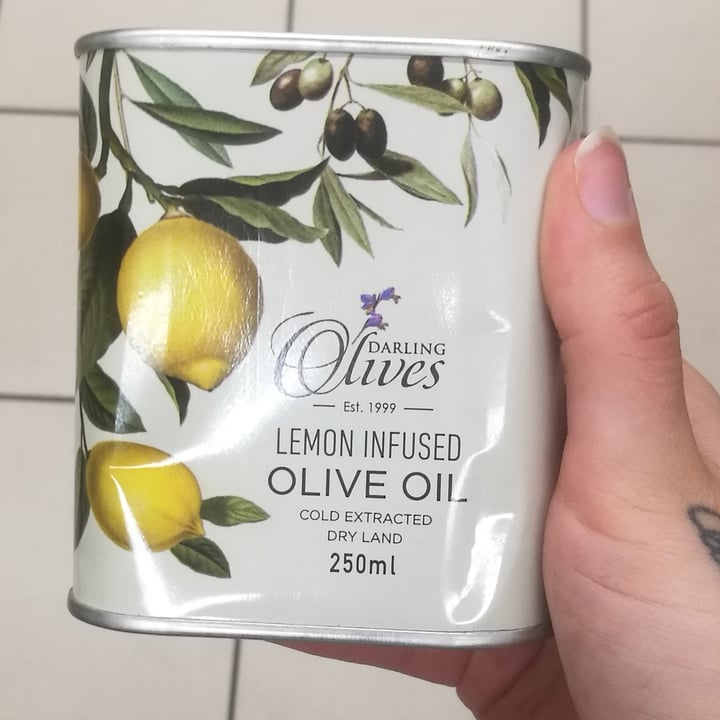 DARLING
Olives
Est. 1999
LEMON INFUSED
OLIVE OIL
COLD EXTRACTED
DRY LAND
250ml